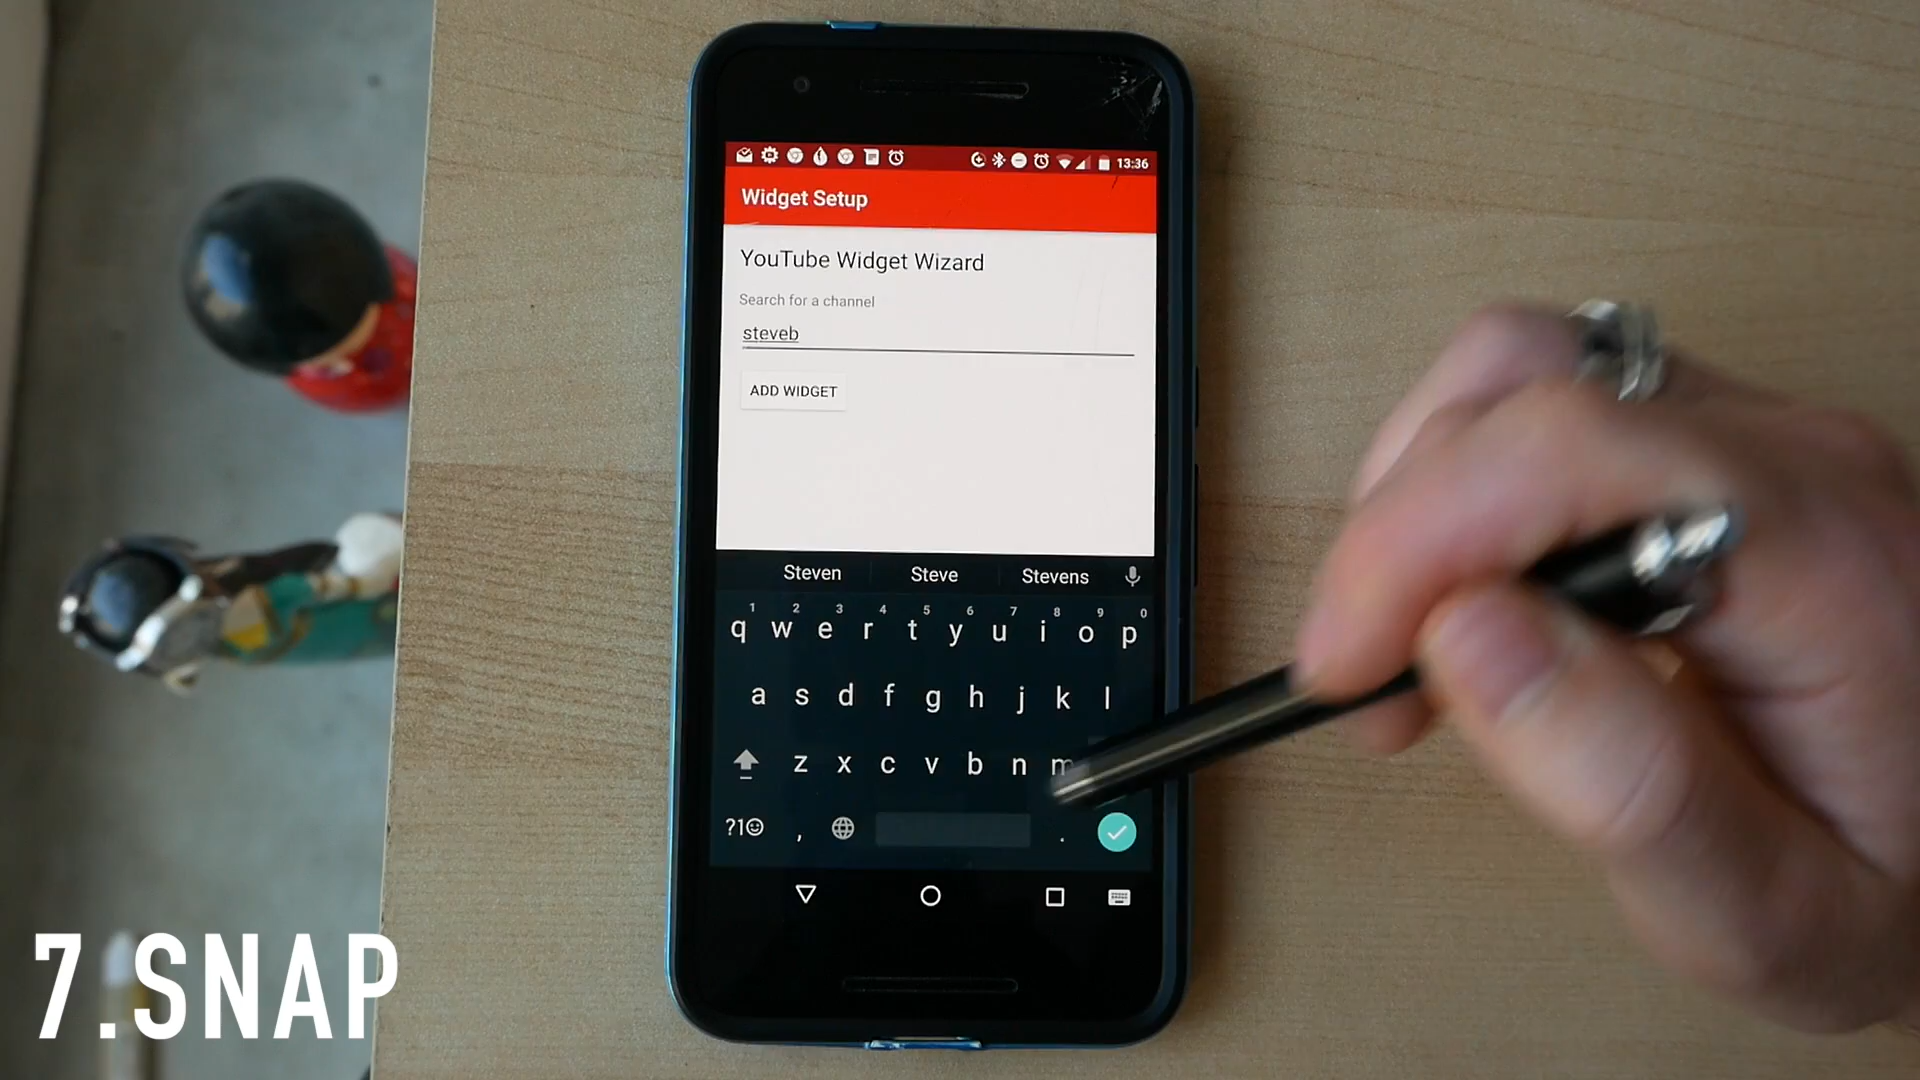 13:36
Widget Setup
YouTube Widget Wizard
Search for a channel
steveb
ADD WIDGET
Steven Steve Stevens
1 2 3 4 5 6 7 8 9 0
q w e r t y u i o p
a s d f g h j k l
z x c v b n m
?1☺ , .
7.SNAP